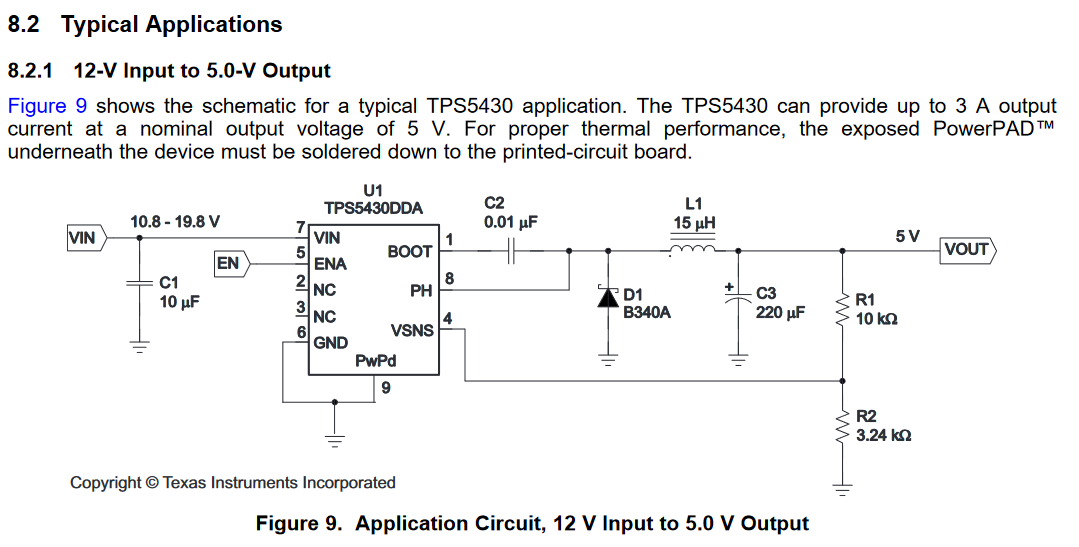 8.2 Typical Applications
8.2.1 12-V Input to 5.0-V Output
Figure 9 shows the schematic for a typical TPS5430 application. The TPS5430 can provide up to 3 A output
current at a nominal output voltage of 5 V. For proper thermal performance, the exposed PowerPAD™
underneath the device must be soldered down to the printed-circuit board.
U1
TPS5430DDA
C2
0.01 µF
L1
15 µH
10.8 - 19.8 V
VIN
EN
C1
10 µF
7
5
2
3
6
VIN
ENA
NC
NC
GND
BOOT
PH
VSNS
PwPd
1
8
4
9
D1
B340A
+
C3
220 µF
5 V
VOUT
R1
10 kΩ
R2
3.24 kΩ
Copyright © Texas Instruments Incorporated
Figure 9. Application Circuit, 12 V Input to 5.0 V Output